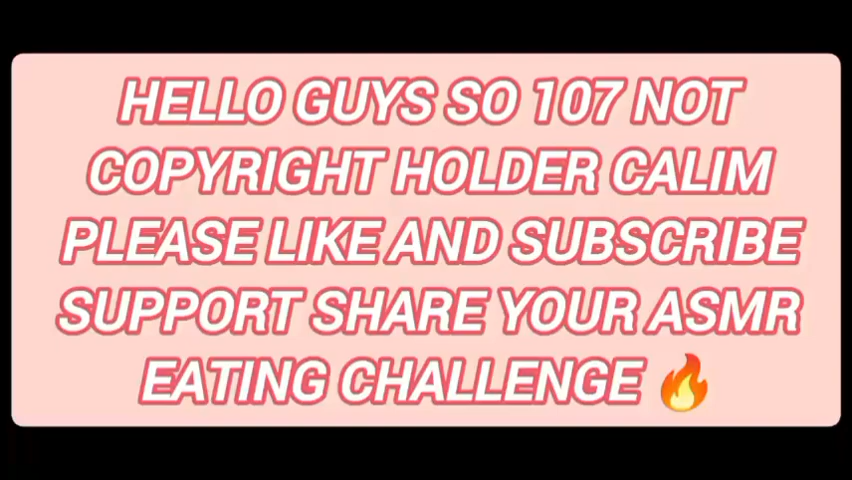 HELLO GUYS SO 107 NOT
COPYRIGHT HOLDER CALIM
PLEASE LIKE AND SUBSCRIBE
SUPPORT SHARE YOUR ASMR
EATING CHALLENGE 🔥